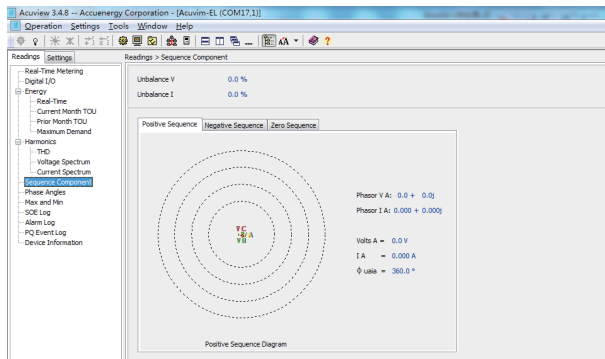 Acuview 3.4.8 -- Accuenergy Corporation - [Acuvim-EL (COM17,1)]
Operation Settings Tools Window Help
Readings Settings
Readings > Sequence Component
Real-Time Metering
Digital I/O
Energy
Real-Time
Current Month TOU
Prior Month TOU
Maximum Demand
Harmonics
THD
Voltage Spectrum
Current Spectrum
Sequence Component
Phase Angles
Max and Min
SOE Log
Alarm Log
PQ Event Log
Device Information
Unbalance V 0.0 %
Unbalance I 0.0 %
Positive Sequence Negative Sequence Zero Sequence
V C
A
V B
Phasor V A: 0.0 + 0.0j
Phasor I A: 0.000 + 0.000j
Volts A = 0.0 V
I A = 0.000 A
ϕ uaia = 360.0 °
Positive Sequence Diagram